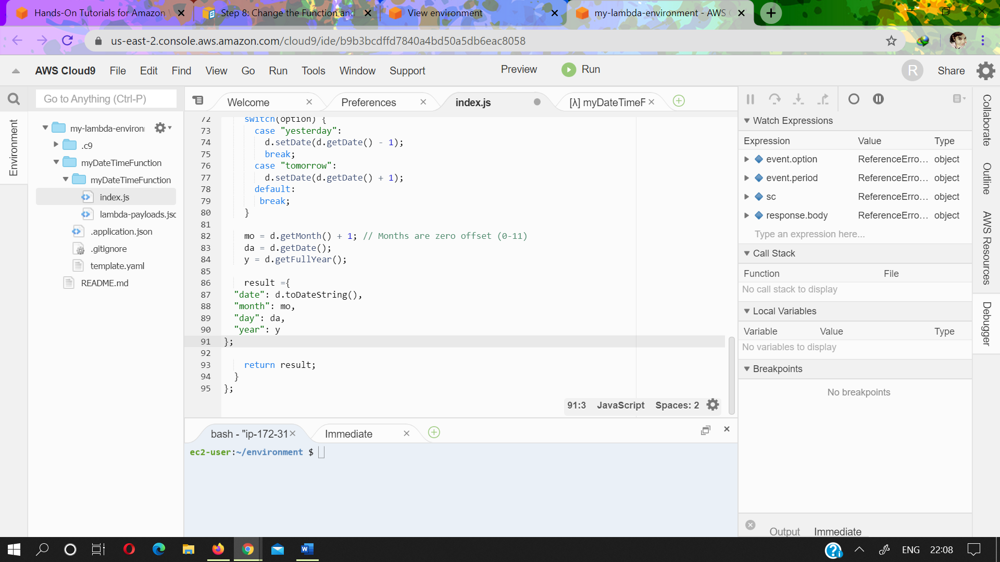 Hands-On Tutorials for Amazon
Step 8: Change the Function and
View environment
my-lambda-environment - AWS
us-east-2.console.aws.amazon.com/cloud9/ide/b9b3bcdffd7840a4bd50a5db6eac8058
AWS Cloud9 File Edit Find View Go Run Tools Window Support Preview Run R Share
Go to Anything (Ctrl-P)
Welcome
Preferences
index.js
[λ] myDateTimeF
Environment
my-lambda-environ
.c9
myDateTimeFunction
myDateTimeFunction
index.js
lambda-payloads.jsc
.application.json
.gitignore
template.yaml
README.md
72 switch(option) {
73 case "yesterday":
74 d.setDate(d.getDate() - 1);
75 break;
76 case "tomorrow":
77 d.setDate(d.getDate() + 1);
78 default:
79 break;
80 }
81
82 mo = d.getMonth() + 1; // Months are zero offset (0-11)
83 da = d.getDate();
84 y = d.getFullYear();
85
86 result ={
87 "date": d.toDateString(),
88 "month": mo,
89 "day": da,
90 "year": y
91 };
92
93 return result;
94 }
95 };
91:3 JavaScript Spaces: 2
bash - "ip-172-31
Immediate
ec2-user:~/environment $
Watch Expressions
Expression Value Type
event.option ReferenceErro... object
event.period ReferenceErro... object
sc ReferenceErro... object
response.body ReferenceErro... object
Type an expression here...
Call Stack
Function File
No call stack to display
Local Variables
Variable Value Type
No variables to display
Breakpoints
No breakpoints
Output Immediate
Collaborate
Outline
AWS Resources
Debugger
ENG 22:08